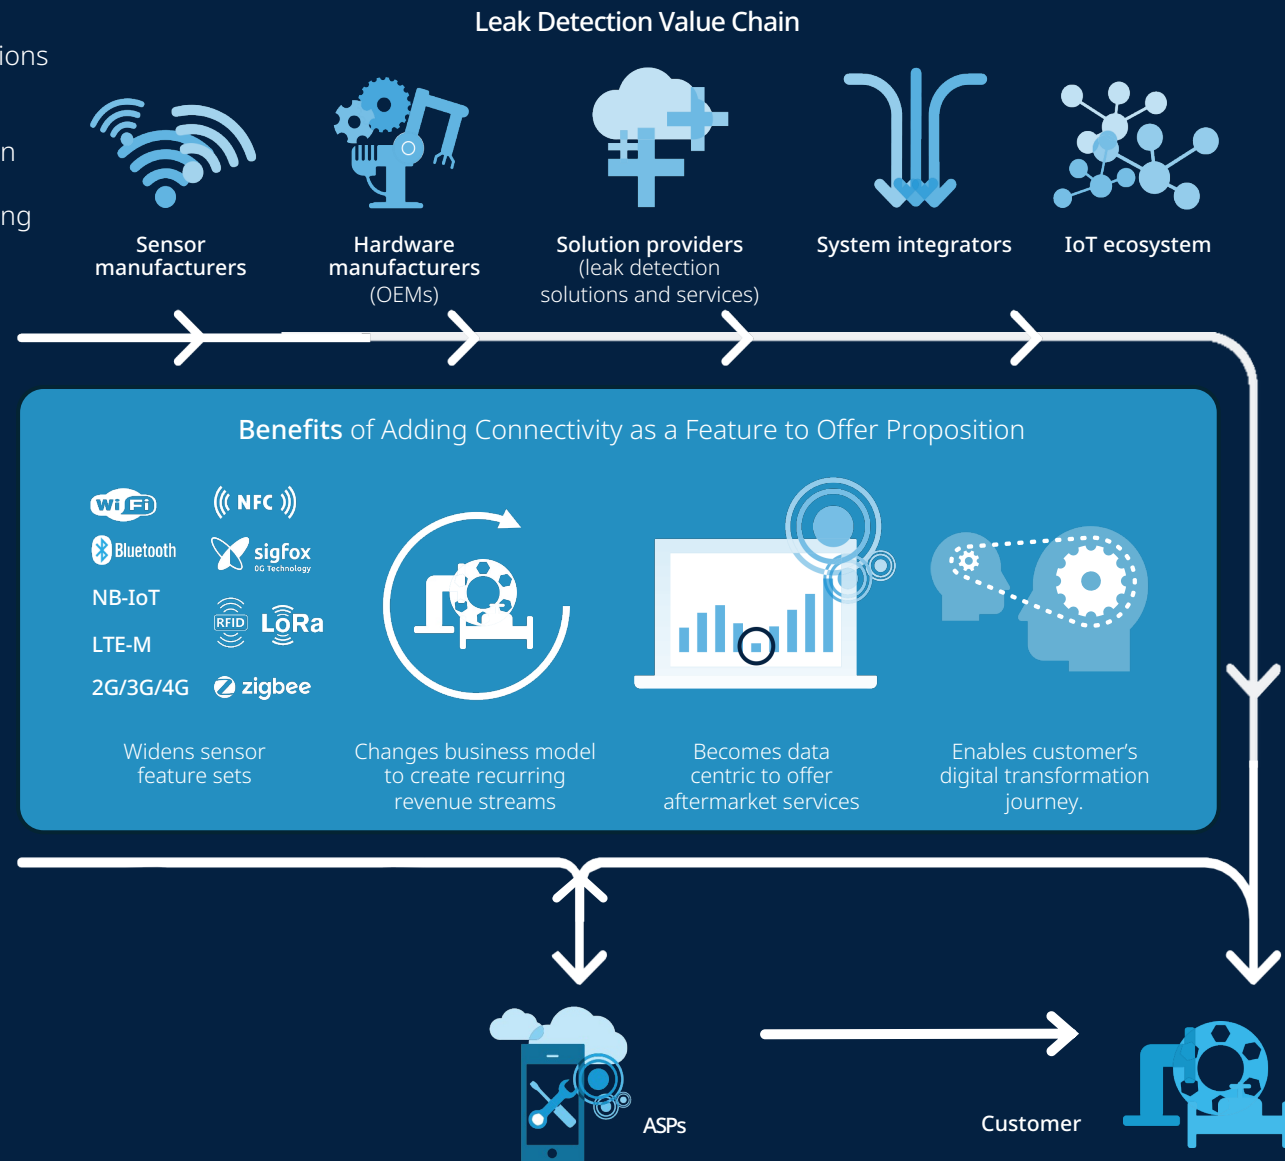 Leak Detection Value Chain
ions
n
ng
Sensor
manufacturers
Hardware
manufacturers
(OEMs)
Solution providers
(leak detection
solutions and services)
System integrators
IoT ecosystem
Benefits of Adding Connectivity as a Feature to Offer Proposition
Wi Fi
NFC
Bluetooth
sigfox
0G Technology
NB-IoT
RFID
LoRa
LTE-M
2G/3G/4G
zigbee
Widens sensor
feature sets
Changes business model
to create recurring
revenue streams
Becomes data
centric to offer
aftermarket services
Enables customer's
digital transformation
journey.
ASPs
Customer